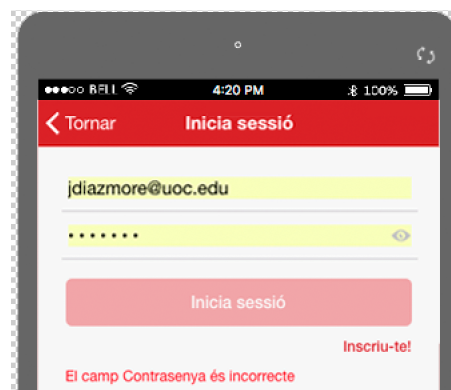 BELL 4:20 PM 100%
Tornar Inicia sessió
jdiazmore@uoc.edu
•••••••
Inicia sessió
Inscriu-te!
El camp Contrasenya és incorrecte